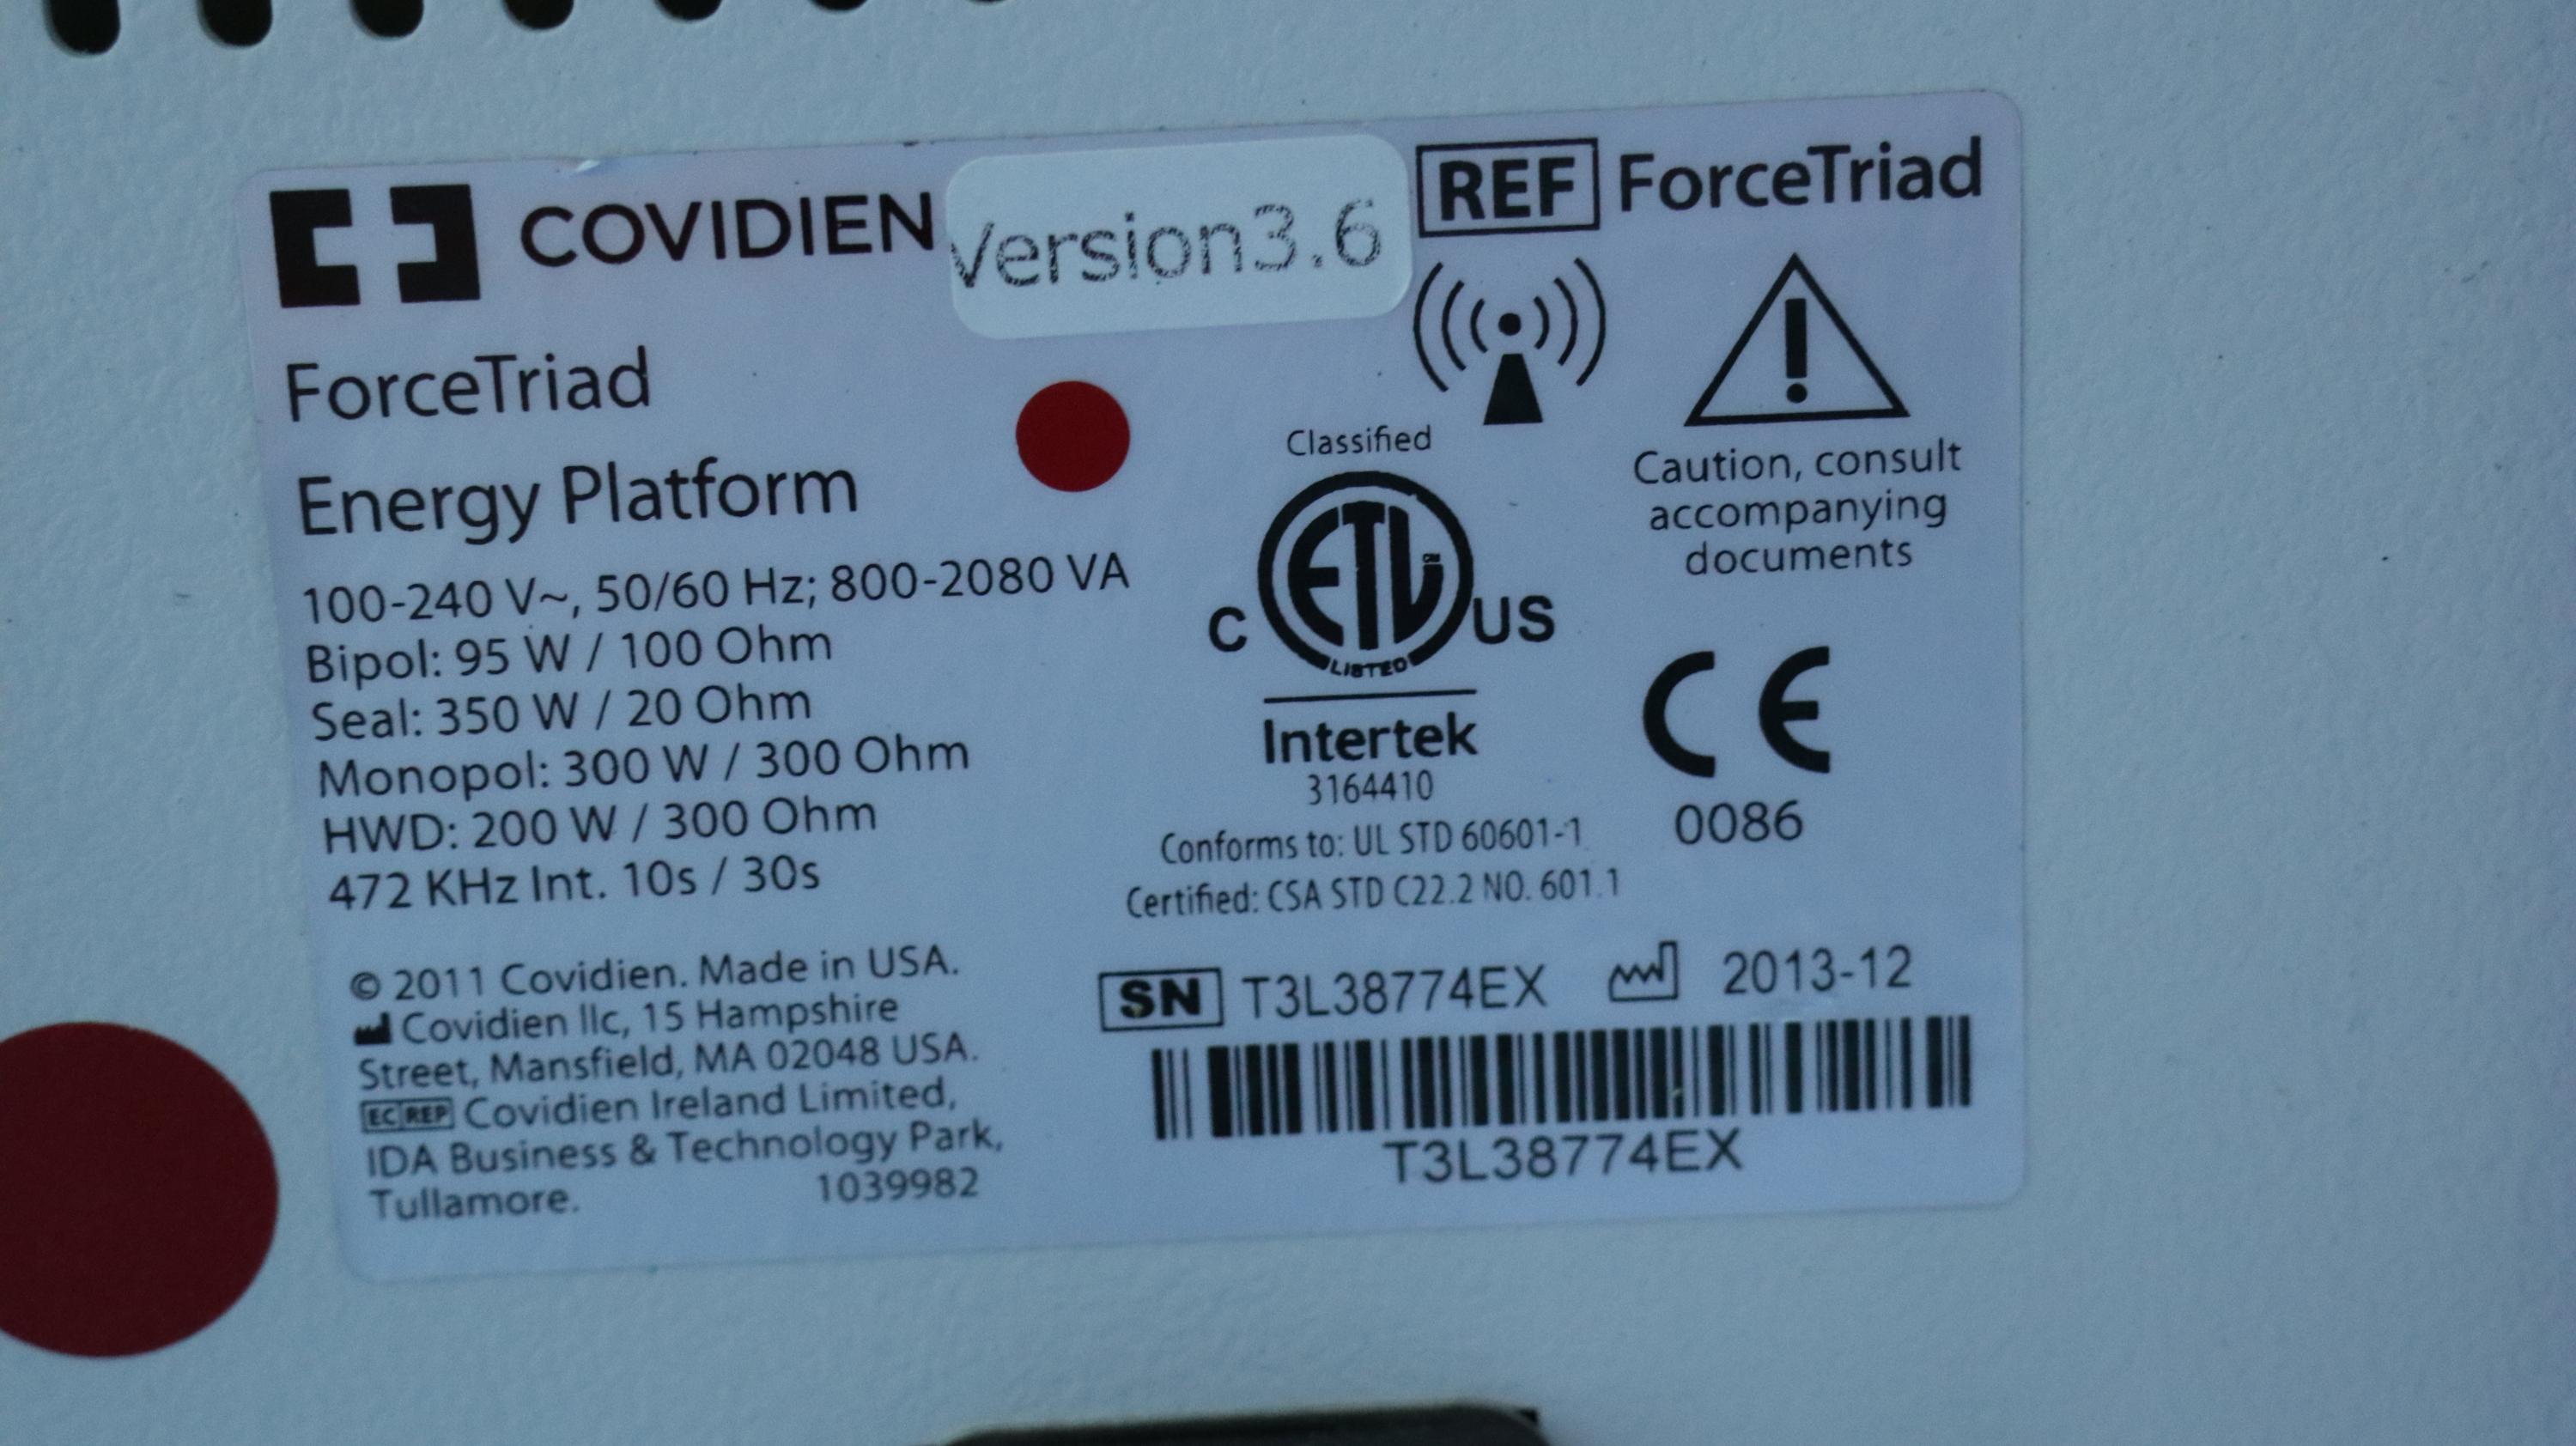 COVIDIEN
Version3.6
REF ForceTriad
ForceTriad
Energy Platform
100-240 V~, 50/60 Hz; 800-2080 VA
Bipol: 95 W / 100 Ohm
Seal: 350 W / 20 Ohm
Monopol: 300 W / 300 Ohm
HWD: 200 W / 300 Ohm
472 KHz Int. 10s / 30s
© 2011 Covidien. Made in USA.
Covidien llc, 15 Hampshire
Street, Mansfield, MA 02048 USA.
EC REP Covidien Ireland Limited,
IDA Business & Technology Park,
Tullamore. 1039982
Classified
C ETL US
LISTED
Intertek
3164410
Conforms to: UL STD 60601-1
Certified: CSA STD C22.2 NO. 601.1
Caution, consult
accompanying
documents
CE
0086
SN T3L38774EX 2013-12
T3L38774EX